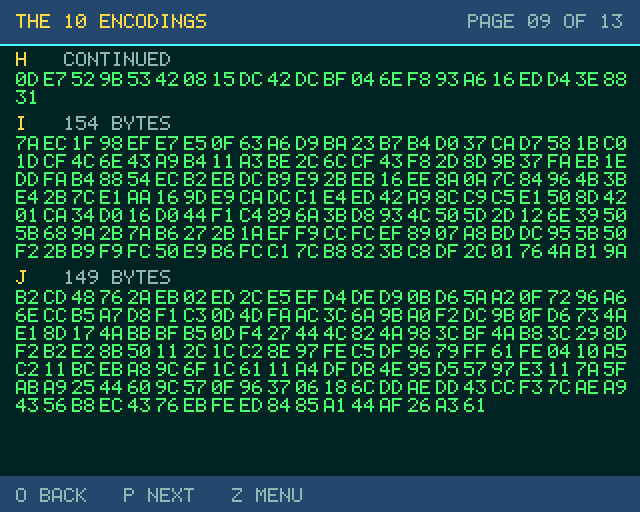 THE 10 ENCODINGS PAGE 09 OF 13
H CONTINUED
0D E7 52 9B 53 42 08 15 DC 42 DC BF 04 6E F8 93 A6 16 ED D4 3E 88
31
I 154 BYTES
7A EC 1F 98 EF E7 E5 0F 63 A6 D9 BA 23 B7 B4 D0 37 CA D7 58 1B C0
1D CF 4C 6E 43 A9 B4 11 A3 BE 2C 6C CF 43 F8 2D 8D 9B 37 FA EB 1E
DD FA B4 88 54 EC B2 EB DC B9 E9 2B EB 16 EE 8A 0A 7C 84 96 4B 3B
E4 2B 7C E1 AA 16 9D E9 CA DC C1 E4 ED 42 A9 8C C9 C5 E1 50 8D 42
01 CA 34 D0 16 D0 44 F1 C4 89 6A 3B D8 93 4C 50 5D 2D 12 6E 39 50
5B 68 9A 2B 7A B6 27 2B 1A EF F9 CC FC EF 89 07 A8 BD DC 95 5B 50
F2 2B B9 F9 FC 50 E9 B6 FC C1 7C B8 82 3B C8 DF 2C 01 76 4A B1 9A
J 149 BYTES
B2 CD 48 76 2A EB 02 ED 2C E5 EF D4 DE D9 0B D6 5A A2 0F 72 96 A6
6E CC B5 A7 D8 F1 C3 0D 4D FA AC 3C 6A 9B A0 F2 DC 9B 0F D6 73 4A
E1 8D 17 4A BB BF B5 0D F4 27 44 4C 82 4A 98 3C BF 4A B8 3C 29 8D
F2 B2 E2 8B 50 11 2C 1C C2 8E 97 FE C5 DF 96 79 FF 61 FE 04 10 A5
C2 11 BC EB A8 9C 6F 1C 61 11 A4 DF DB 4E 95 D5 57 97 E3 11 7A 5F
AB A9 25 44 60 9C 57 0F 96 37 06 18 6C DD AE DD 43 CC F3 7C AE A9
43 56 B8 EC 43 76 EB FE ED 84 85 A1 44 AF 26 A3 61
O BACK P NEXT Z MENU